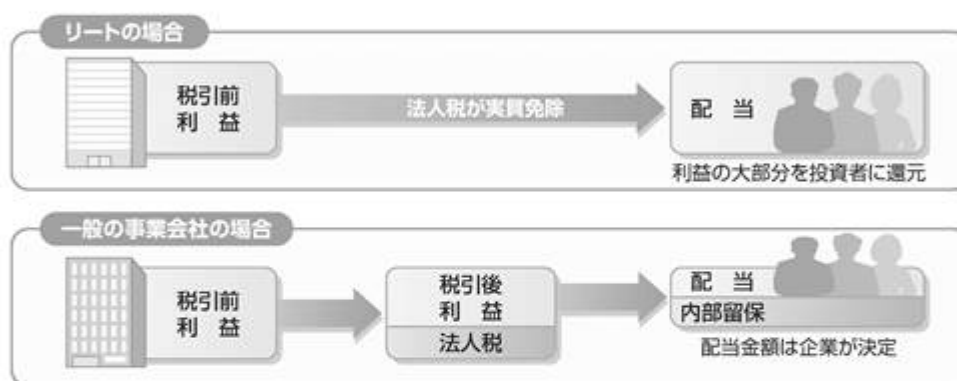 リートの場合
税引前
利 益
法人税が実質免除
配 当
利益の大部分を投資者に還元
一般の事業会社の場合
税引前
利 益
税引後
利 益
法人税
配 当
内部留保
配当金額は企業が決定